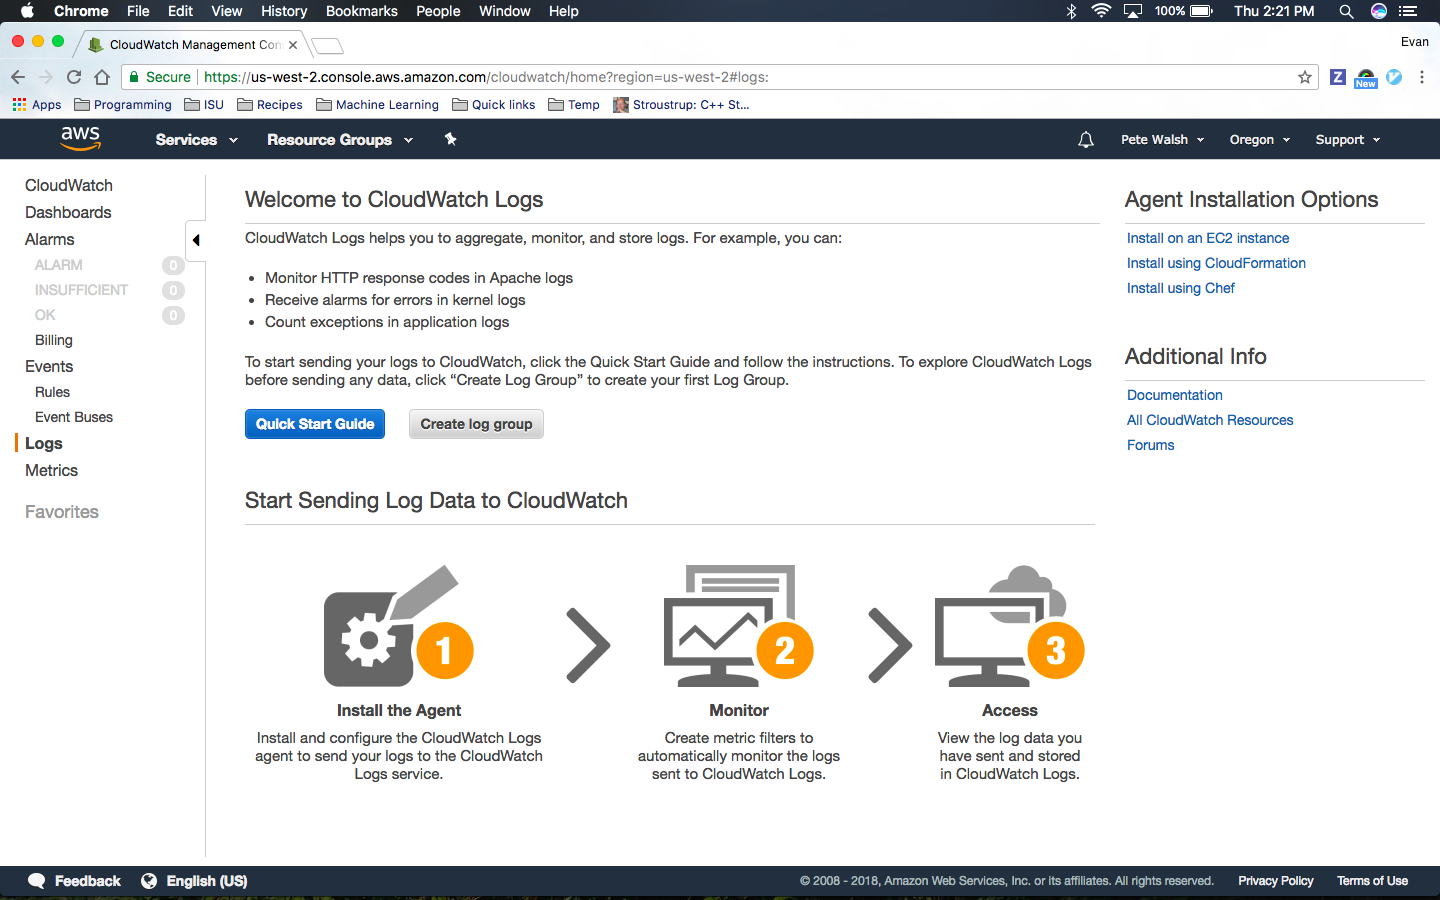 Chrome File Edit View History Bookmarks People Window Help 100% Thu 2:21 PM
CloudWatch Management Con
Evan
Secure https://us-west-2.console.aws.amazon.com/cloudwatch/home?region=us-west-2#logs:
Z New
Apps Programming ISU Recipes Machine Learning Quick links Temp Stroustrup: C++ St...
aws Services Resource Groups Pete Walsh Oregon Support
CloudWatch
Dashboards
Alarms
ALARM 0
INSUFFICIENT 0
OK 0
Billing
Events
Rules
Event Buses
Logs
Metrics
Favorites
Welcome to CloudWatch Logs
CloudWatch Logs helps you to aggregate, monitor, and store logs. For example, you can:
• Monitor HTTP response codes in Apache logs
• Receive alarms for errors in kernel logs
• Count exceptions in application logs
To start sending your logs to CloudWatch, click the Quick Start Guide and follow the instructions. To explore CloudWatch Logs
before sending any data, click “Create Log Group” to create your first Log Group.
Quick Start Guide Create log group
Start Sending Log Data to CloudWatch
1
Install the Agent
Install and configure the CloudWatch Logs
agent to send your logs to the CloudWatch
Logs service.
2
Monitor
Create metric filters to
automatically monitor the logs
sent to CloudWatch Logs.
3
Access
View the log data you
have sent and stored
in CloudWatch Logs.
Agent Installation Options
Install on an EC2 instance
Install using CloudFormation
Install using Chef
Additional Info
Documentation
All CloudWatch Resources
Forums
Feedback English (US) © 2008 - 2018, Amazon Web Services, Inc. or its affiliates. All rights reserved. Privacy Policy Terms of Use